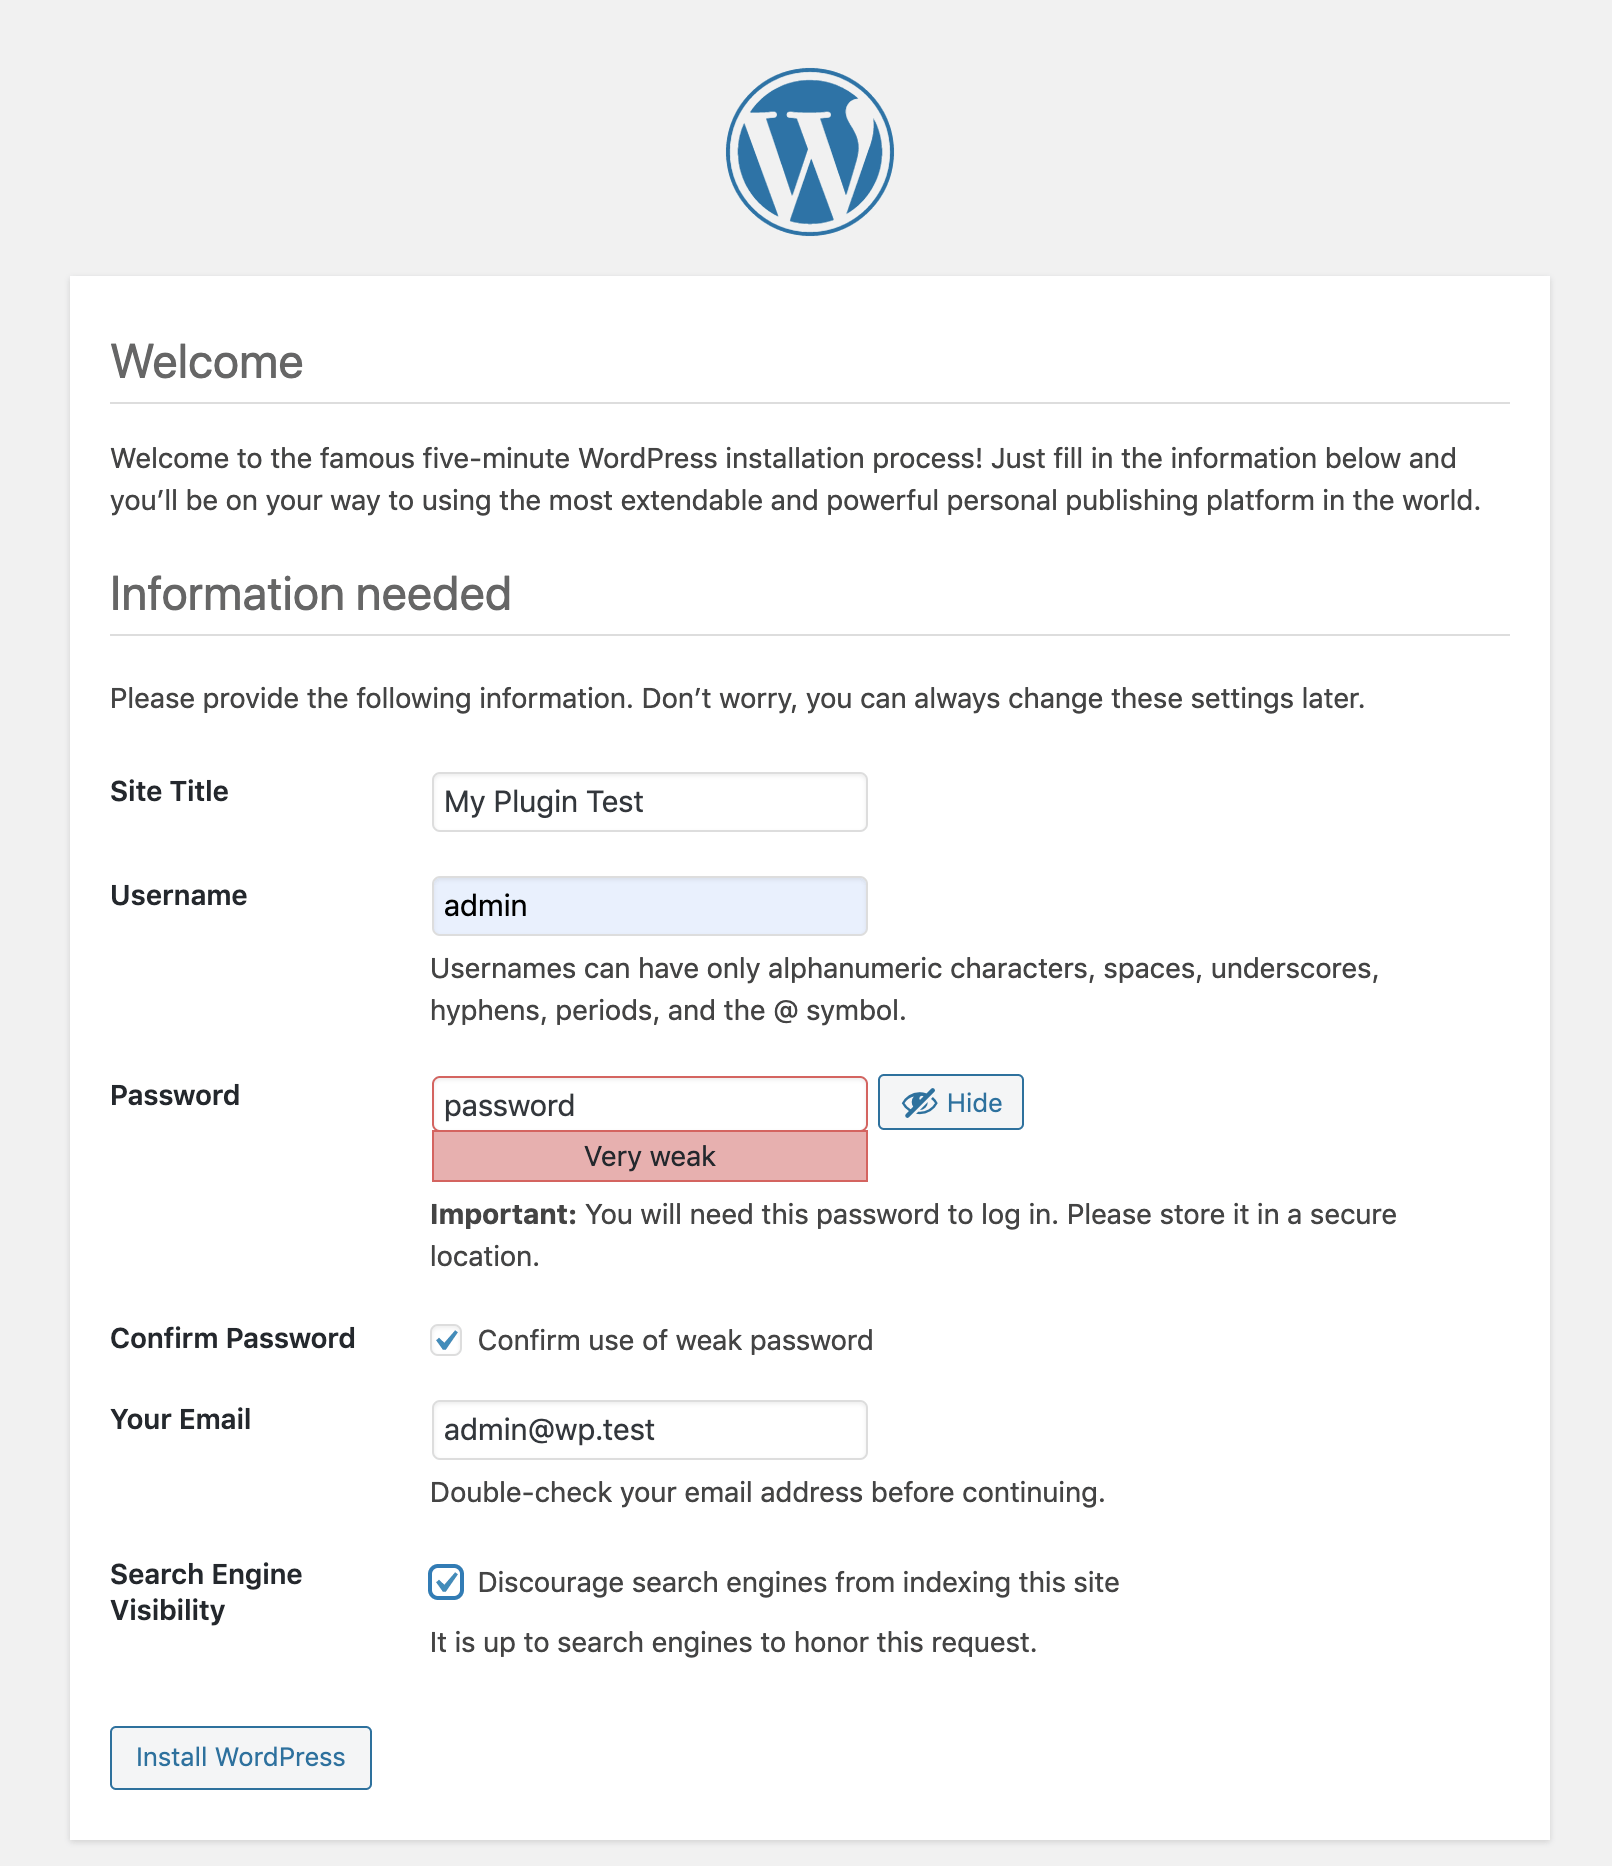 Welcome
Welcome to the famous five-minute WordPress installation process! Just fill in the information below and
you’ll be on your way to using the most extendable and powerful personal publishing platform in the world.
Information needed
Please provide the following information. Don’t worry, you can always change these settings later.
Site Title
My Plugin Test
Username
admin
Usernames can have only alphanumeric characters, spaces, underscores,
hyphens, periods, and the @ symbol.
Password
password
Hide
Very weak
Important: You will need this password to log in. Please store it in a secure
location.
Confirm Password
Confirm use of weak password
Your Email
admin@wp.test
Double-check your email address before continuing.
Search Engine
Visibility
Discourage search engines from indexing this site
It is up to search engines to honor this request.
Install WordPress